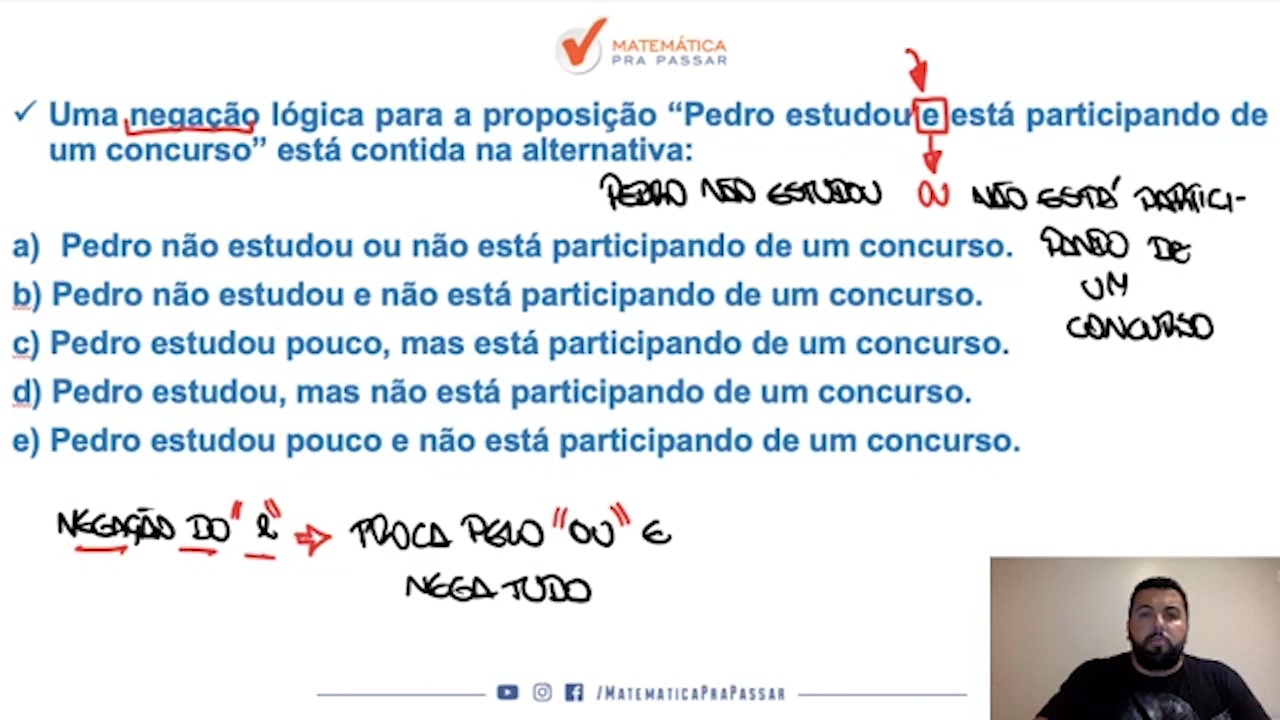 MATEMÁTICA
PRA PASSAR
✓ Uma negação lógica para a proposição “Pedro estudou e está participando de
um concurso” está contida na alternativa:
PEDRO NÃO ESTUDOU OU NÃO ESTÁ PARTICI-
PANDO DE
UM
CONCURSO
a) Pedro não estudou ou não está participando de um concurso.
b) Pedro não estudou e não está participando de um concurso.
c) Pedro estudou pouco, mas está participando de um concurso.
d) Pedro estudou, mas não está participando de um concurso.
e) Pedro estudou pouco e não está participando de um concurso.
NEGAÇÃO DO "e" ⇒ TROCA PELO "OU" E
NEGA TUDO
/MATEMATICAPRAPASSAR